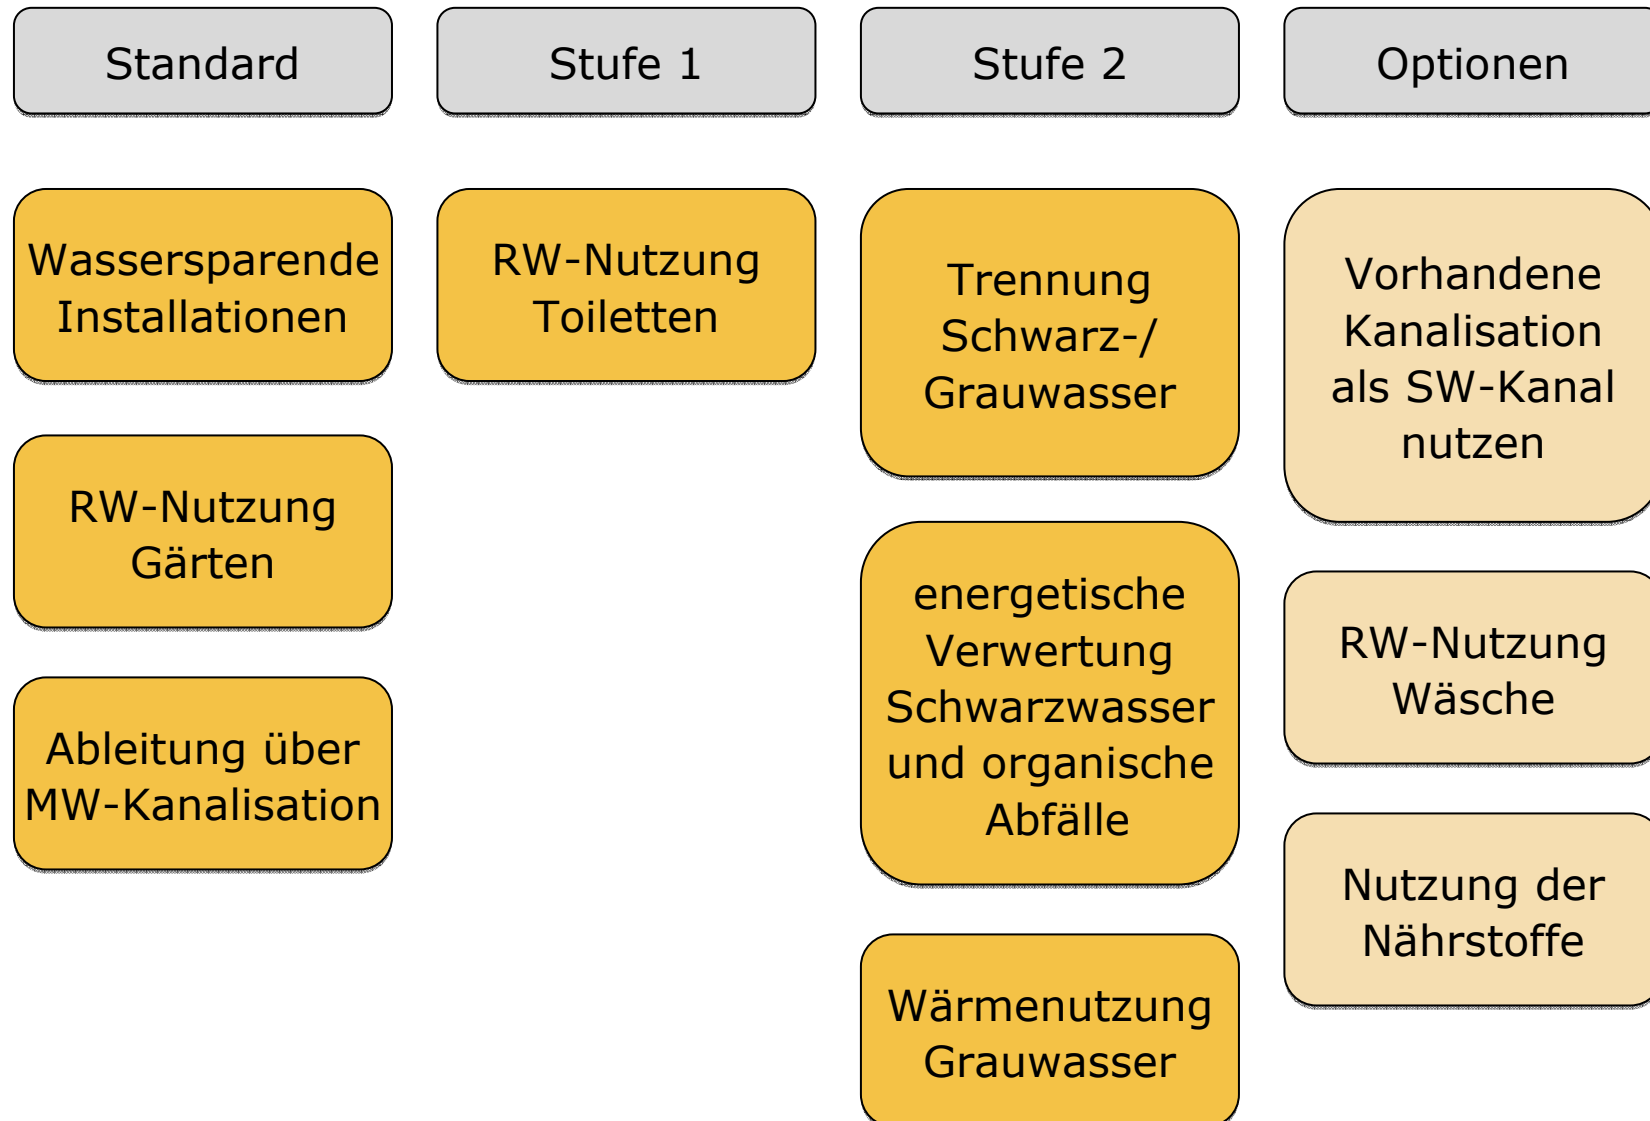 Standard
Wassersparende
Installationen
RW-Nutzung
Gärten
Ableitung über
MW-Kanalisation
Stufe 1
RW-Nutzung
Toiletten
Stufe 2
Trennung
Schwarz-/
Grauwasser
energetische
Verwertung
Schwarzwasser
und organische
Abfälle
Wärmenutzung
Grauwasser
Optionen
Vorhandene
Kanalisation
als SW-Kanal
nutzen
RW-Nutzung
Wäsche
Nutzung der
Nährstoffe